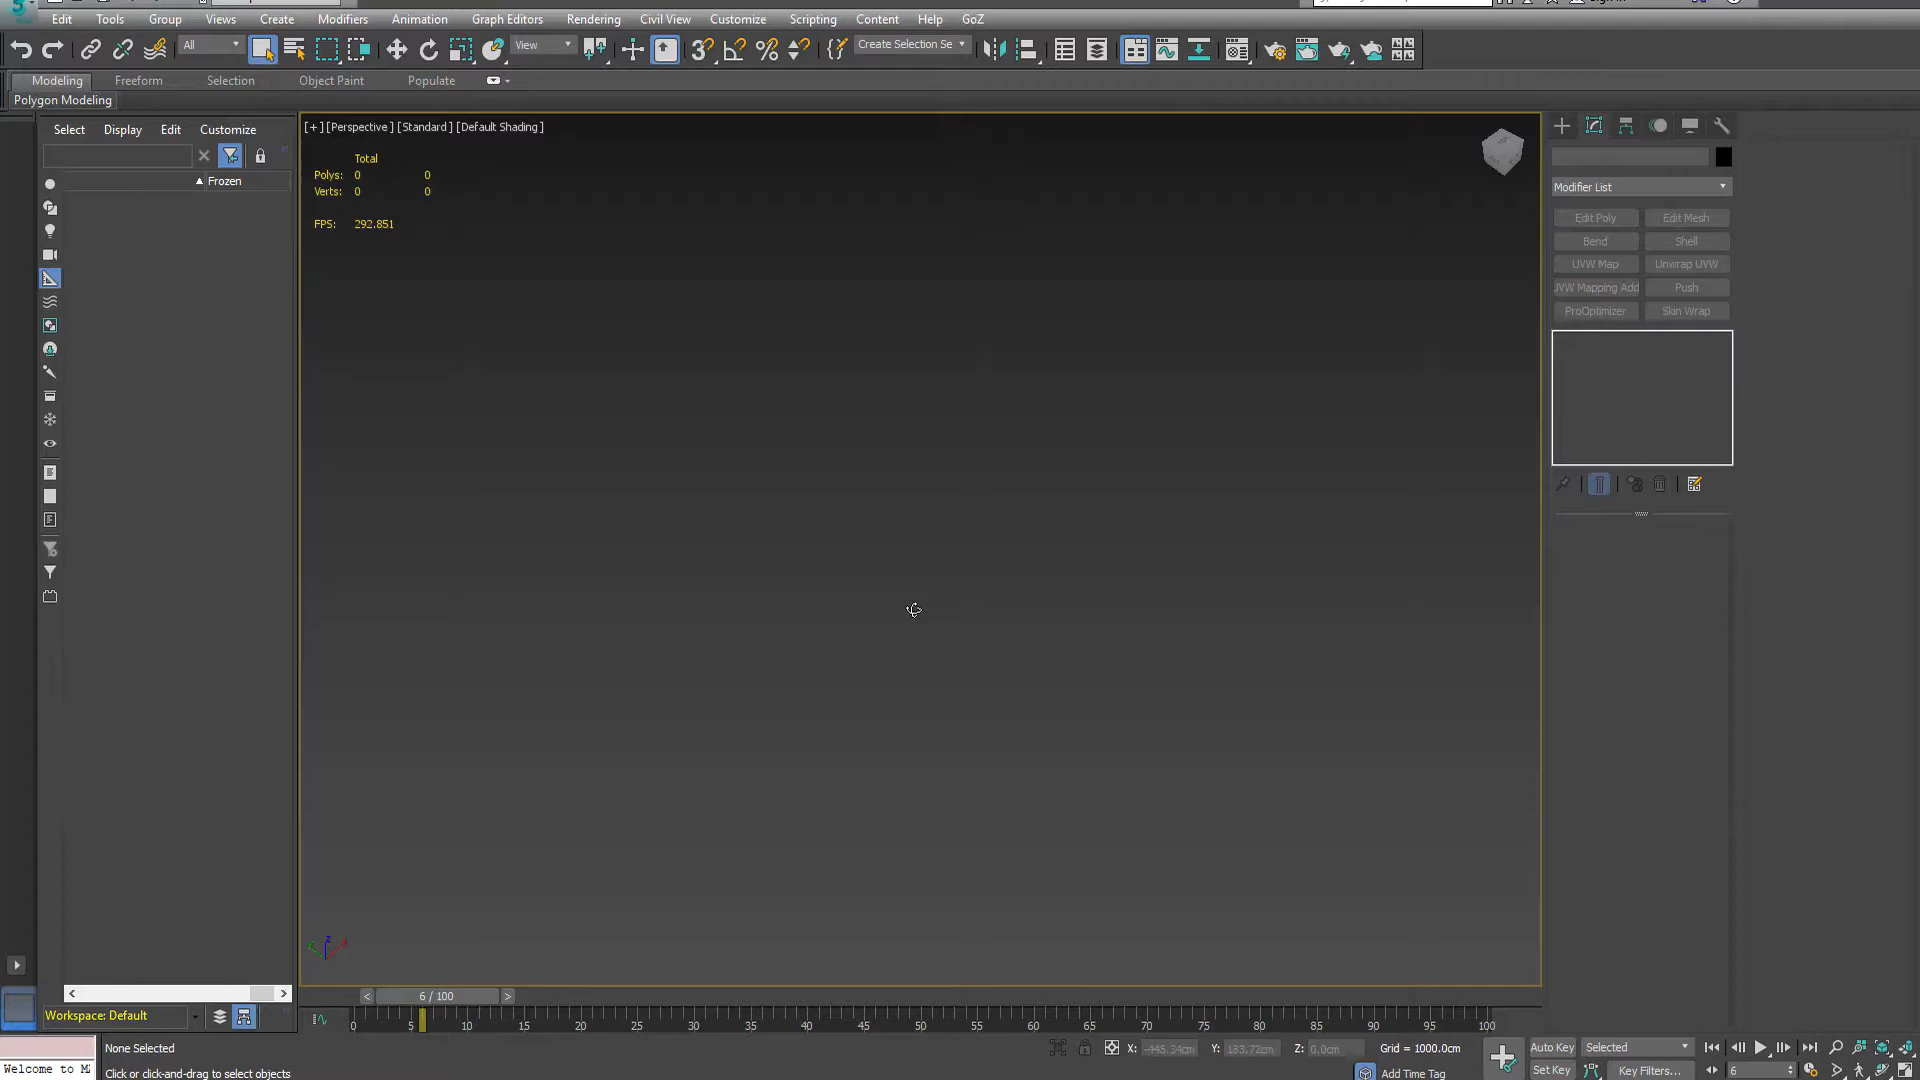 Edit Tools Group Views Create Modifiers Animation Graph Editors Rendering Civil View Customize Scripting Content Help GoZ
All View Create Selection Se
Modeling Freeform Selection Object Paint Populate
Polygon Modeling
Select Display Edit Customize
Frozen
[+] [Perspective] [Standard] [Default Shading]
Total
Polys: 0 0
Verts: 0 0
FPS: 292.851
Modifier List
Edit Poly Edit Mesh
Bend Shell
UVW Map Unwrap UVW
UVW Mapping Add Push
ProOptimizer Skin Wrap
Z
6 / 100
Workspace: Default
0 5 10 15 20 25 30 35 40 45 50 55 60 65 70 75 80 85 90 95 100
None Selected
X: -445.34cm Y: 183.72cm Z: 0.0cm Grid = 1000.0cm
Auto Key Selected
Welcome to M
Click or click-and-drag to select objects
Add Time Tag
Set Key Key Filters...
6